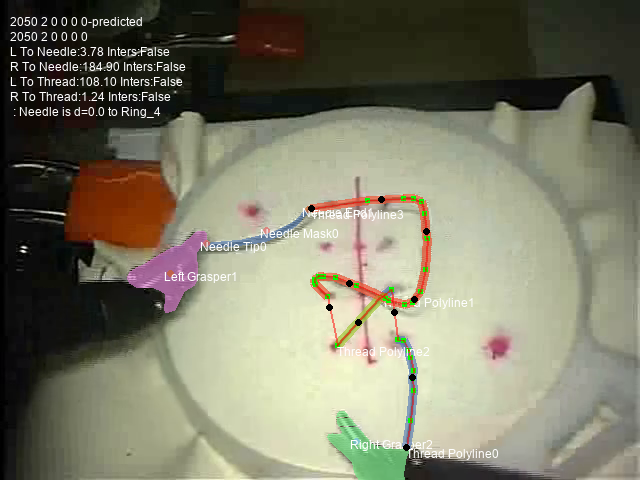 2050 2 0 0 0 0-predicted
2050 2 0 0 0 0
L To Needle:3.78 Inters:False
R To Needle:184.90 Inters:False
L To Thread:108.10 Inters:False
R To Thread:1.24 Inters:False
: Needle is d=0.0 to Ring_4
Thread Polyline3
Needle Mask0
Needle Tip0
Left Grasper1
Polyline1
Thread Polyline2
Right Grasper2
Thread Polyline0